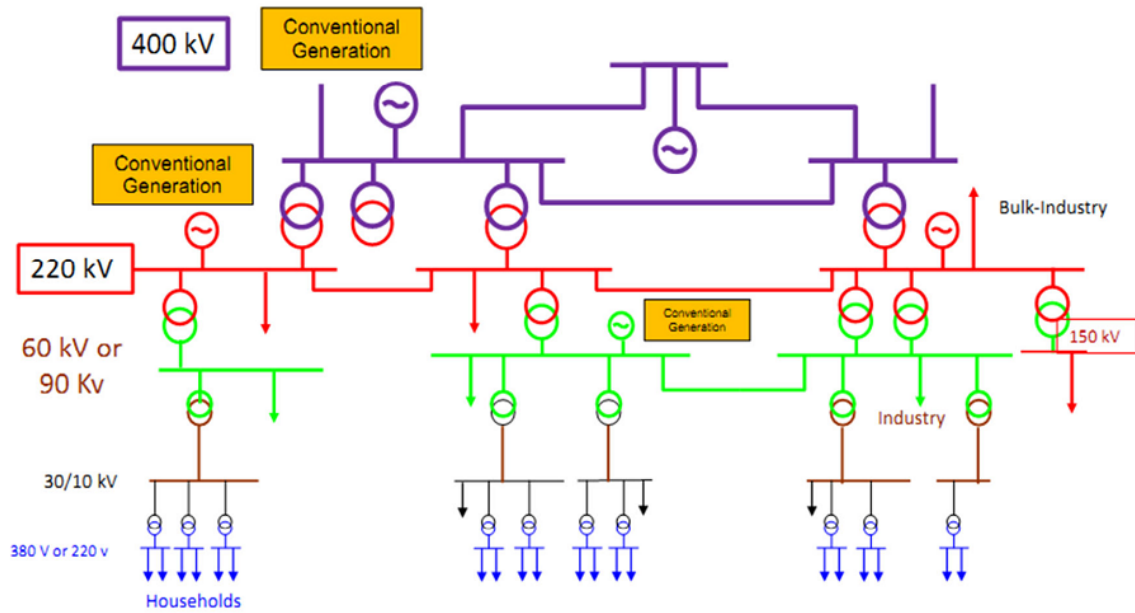 400 kV
Conventional
Generation
Conventional
Generation
Bulk-Industry
220 kV
Conventional
Generation
150 kV
60 kV or
90 Kv
Industry
30/10 kV
380 V or 220 v
Households